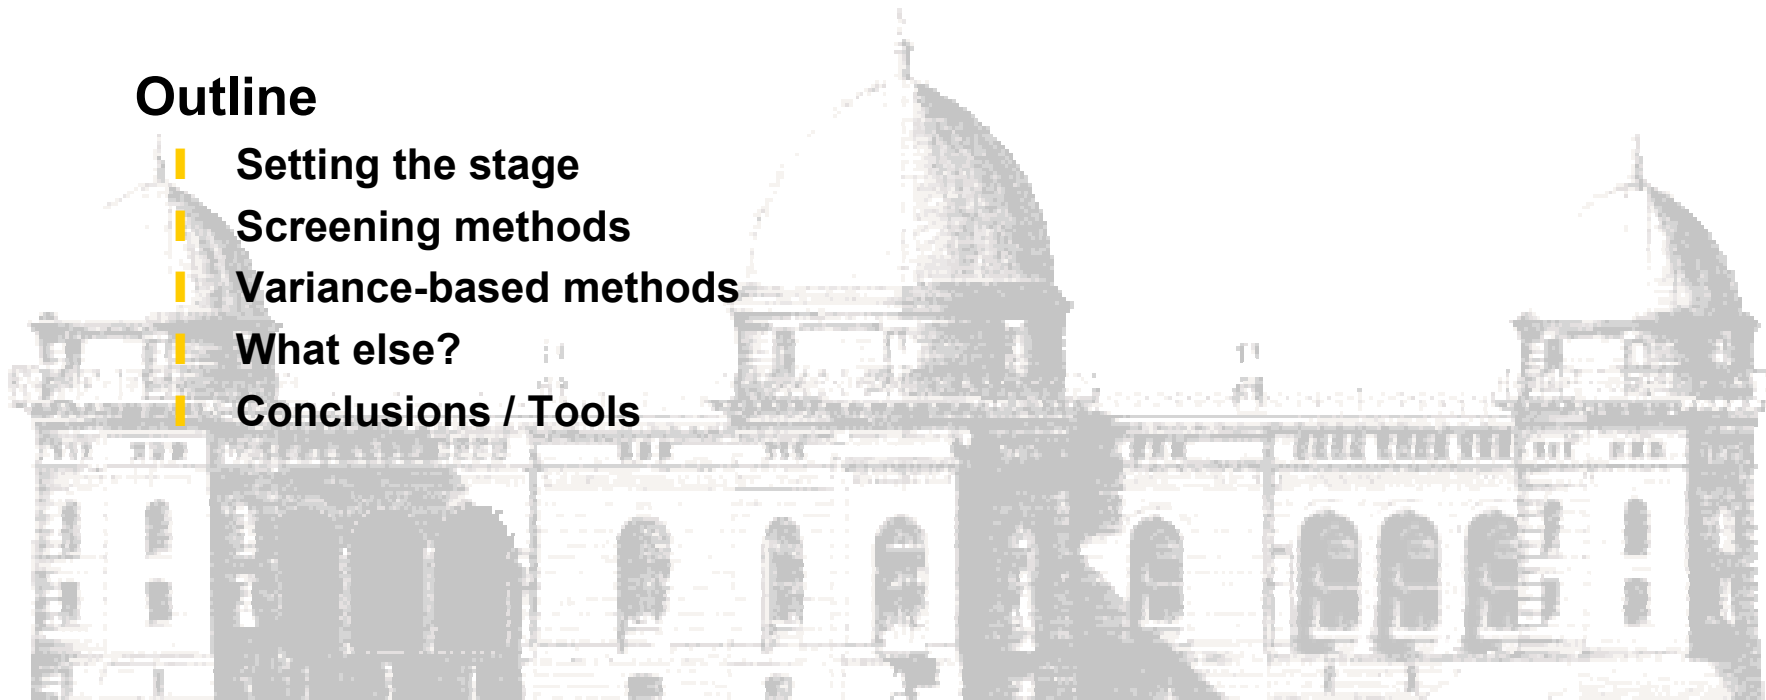 Outline
Setting the stage
Screening methods
Variance-based methods
What else?
Conclusions / Tools